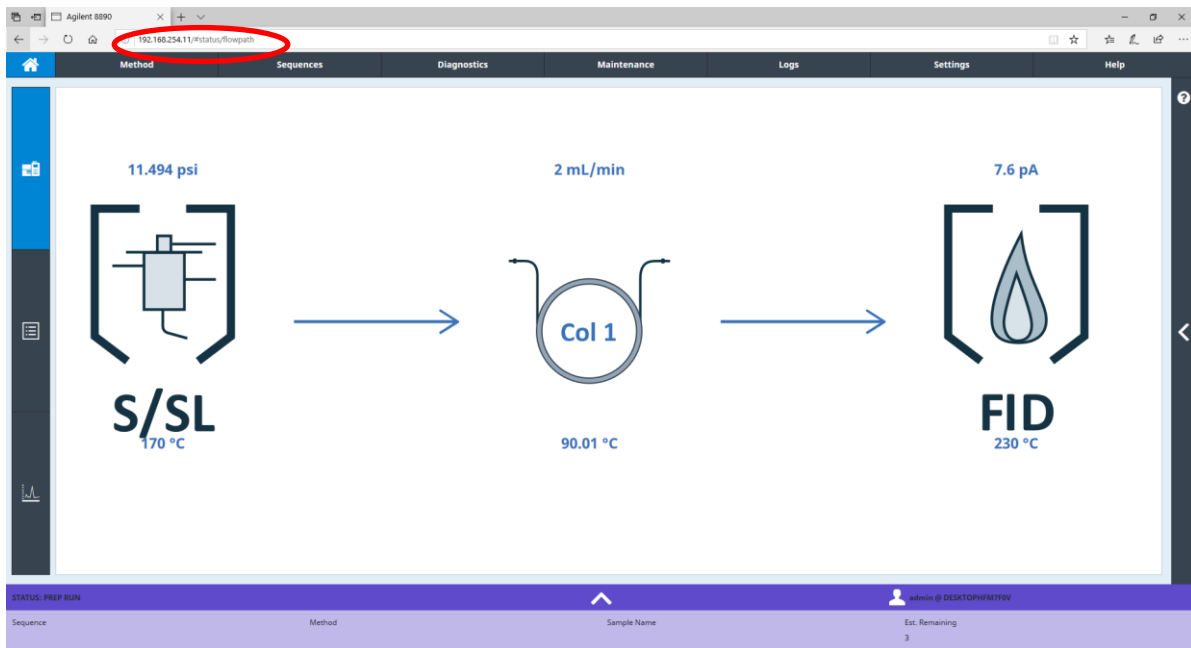 Agilent 8890
192.168.254.11/#status/flowpath
Method Sequences Diagnostics Maintenance Logs Settings Help
11.494 psi 2 mL/min 7.6 pA
Col 1
S/SL FID
170 °C 90.01 °C 230 °C
STATUS: PREP RUN admin @ DESKTOPHFM7F0V
Sequence Method Sample Name Est. Remaining
3